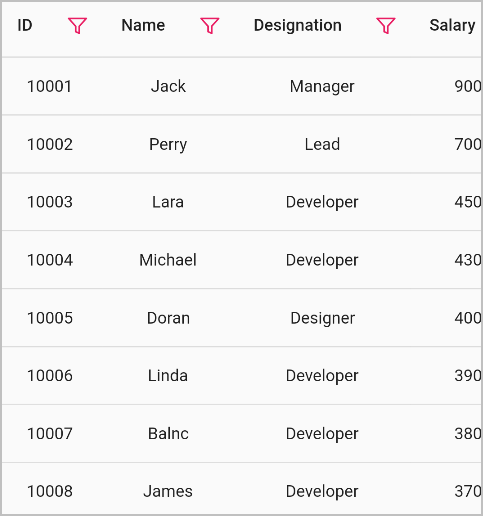 ID Name Designation Salary
10001 Jack Manager 900
10002 Perry Lead 700
10003 Lara Developer 450
10004 Michael Developer 430
10005 Doran Designer 400
10006 Linda Developer 390
10007 Balnc Developer 380
10008 James Developer 370